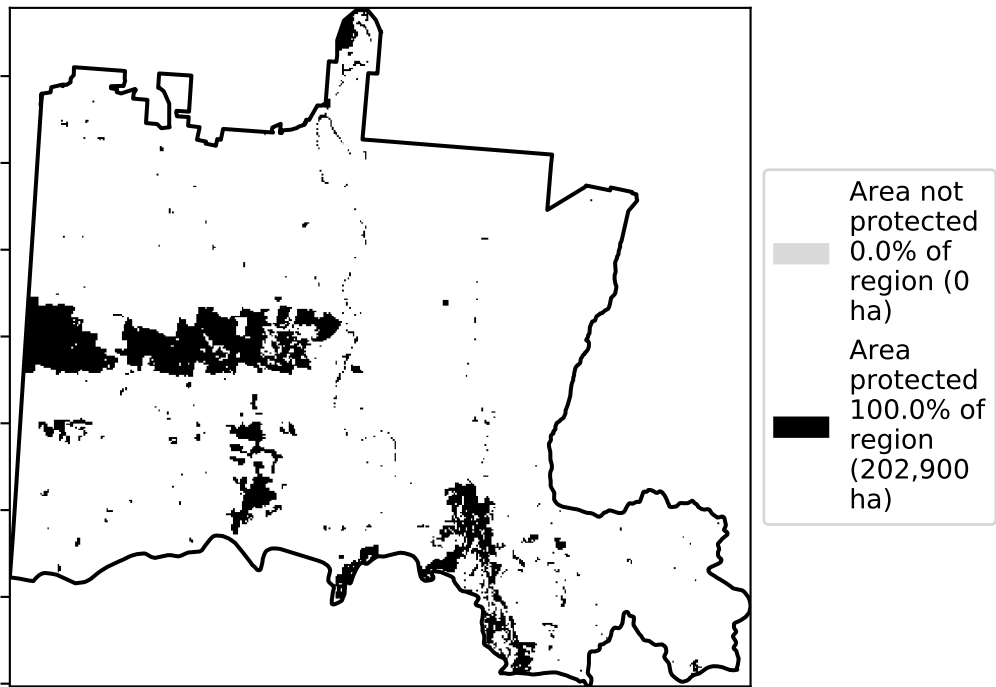 Area not
protected
0.0% of
region (0
ha)
Area
protected
100.0% of
region
(202,900
ha)